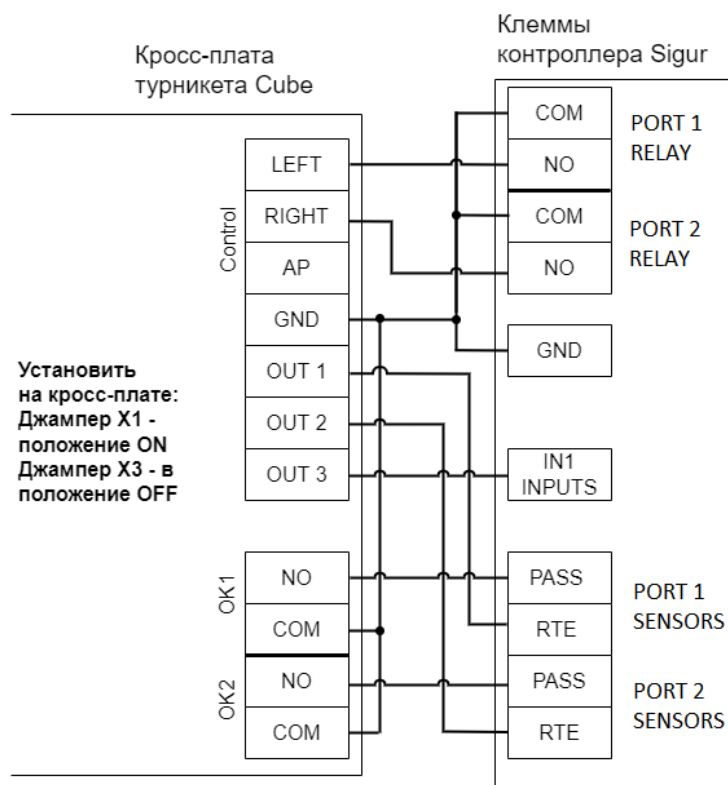 Кросс-плата
турникета Cube
Клеммы
контроллера Sigur
Control
LEFT
RIGHT
AP
GND
OUT 1
OUT 2
OUT 3
Установить
на кросс-плате:
Джампер X1 -
положение ON
Джампер X3 - в
положение OFF
OK1
NO
COM
OK2
NO
COM
COM
NO
PORT 1
RELAY
COM
NO
PORT 2
RELAY
GND
IN1
INPUTS
PASS
RTE
PORT 1
SENSORS
PASS
RTE
PORT 2
SENSORS